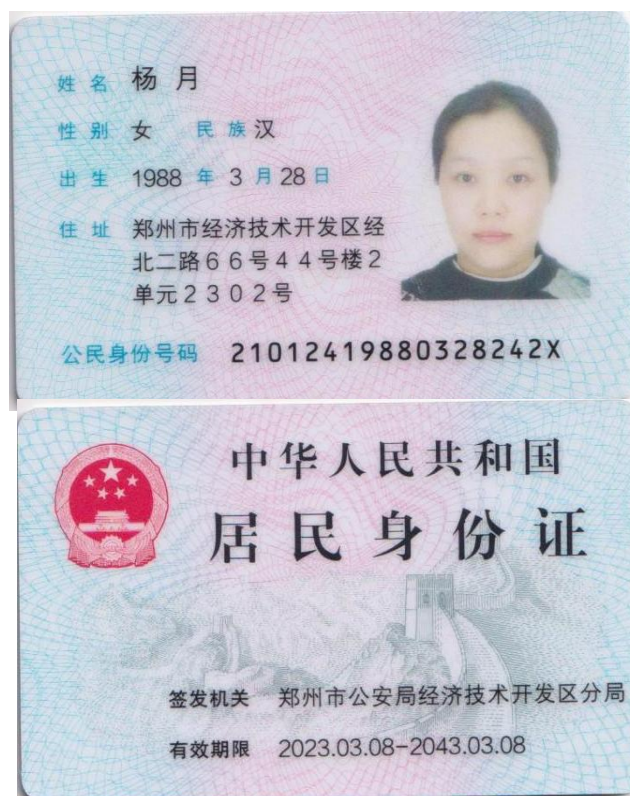 姓名 杨月
性别 女 民族 汉
出生 1988 年 3 月 28 日
住址 郑州市经济技术开发区经
北二路66号44号楼2
单元2302号
公民身份号码 21012419880328242X
中华人民共和国
居民身份证
签发机关 郑州市公安局经济技术开发区分局
有效期限 2023.03.08-2043.03.08